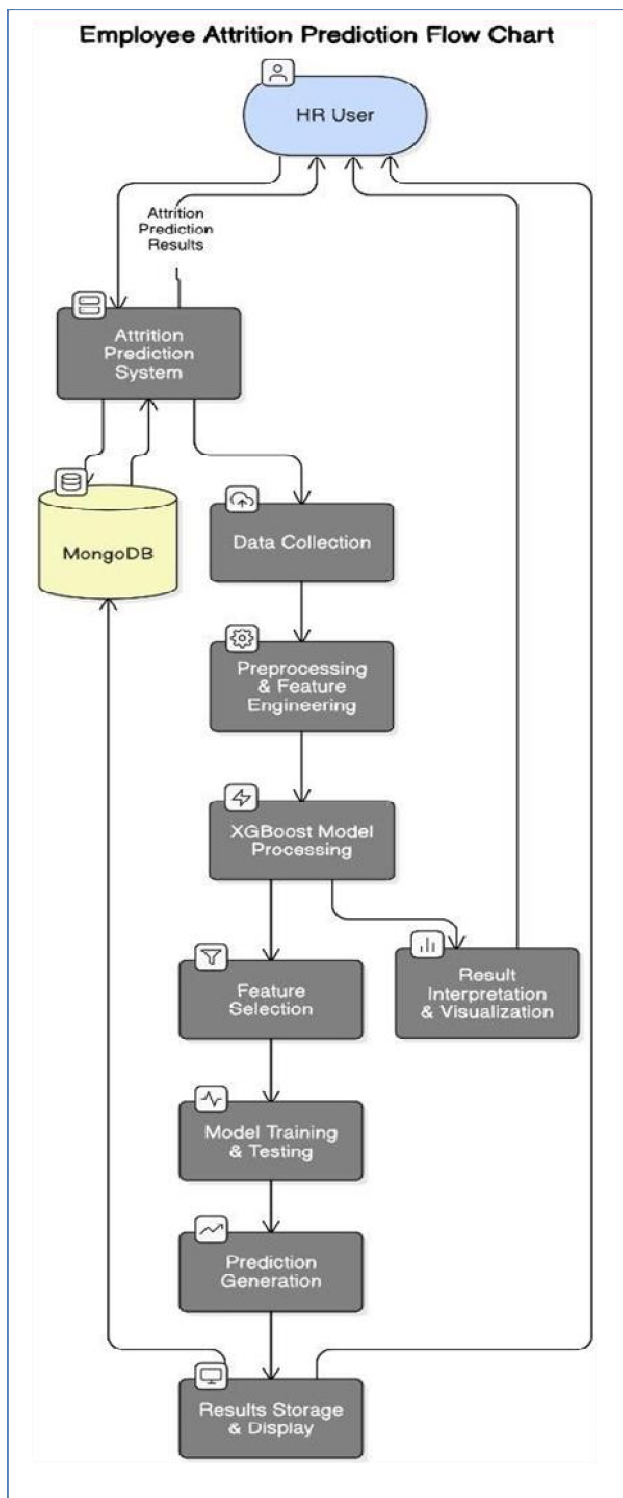 Employee Attrition Prediction Flow Chart
HR User
Attrition
Prediction
Results
Attrition
Prediction
System
MongoDB
Data Collection
Preprocessing
& Feature
Engineering
XGBoost Model
Processing
Feature
Selection
Result
Interpretation
& Visualization
Model Training
& Testing
Prediction
Generation
Results Storage
& Display